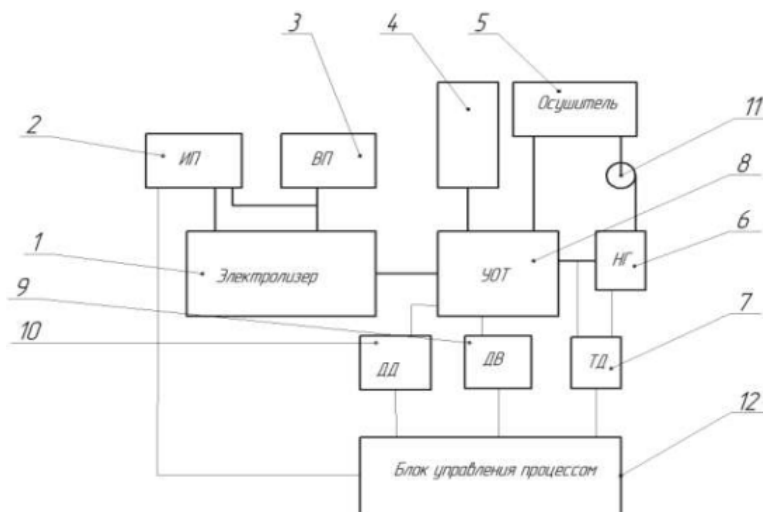 3
4
5
11
2
Осушитель
ИП
ВП
8
1
6
Электролизер
УОТ
НГ
9
10
7
ДД
ДВ
ТД
12
Блок управления процессом